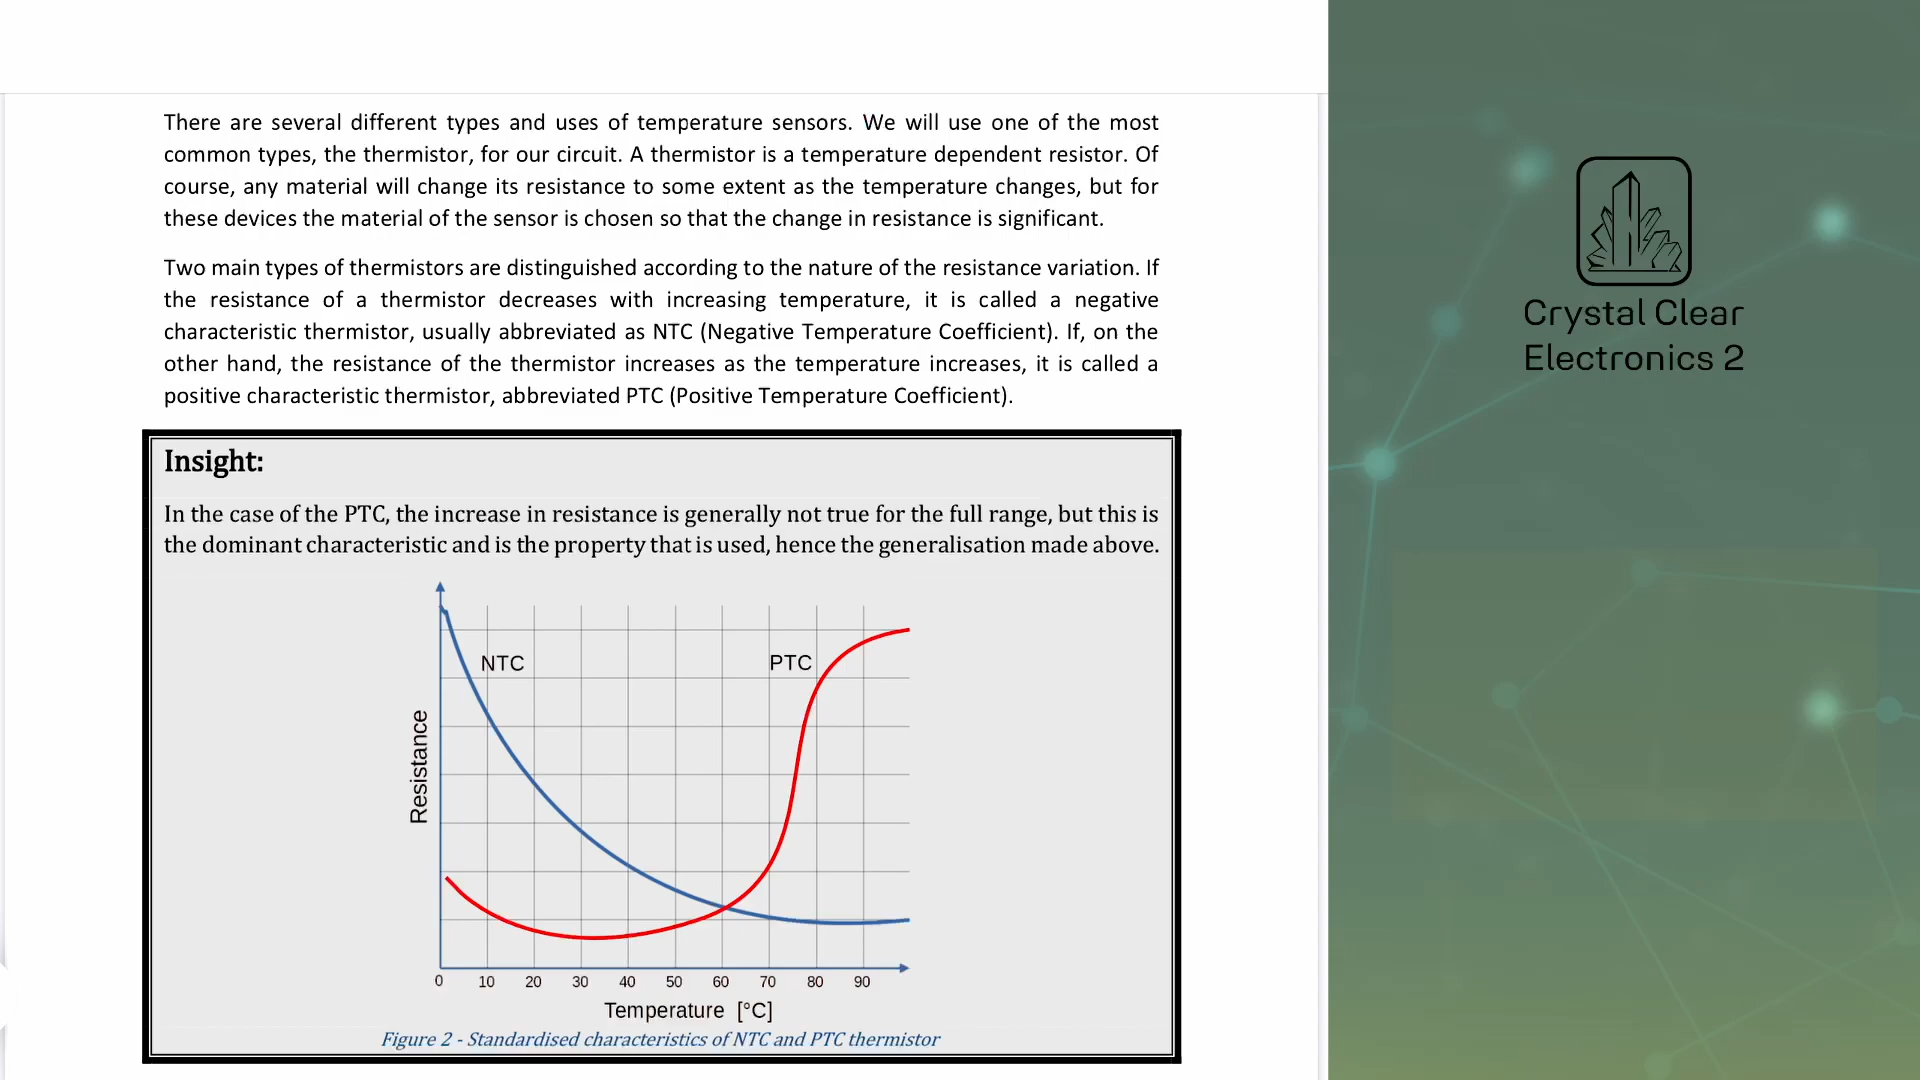 There are several different types and uses of temperature sensors. We will use one of the most
common types, the thermistor, for our circuit. A thermistor is a temperature dependent resistor. Of
course, any material will change its resistance to some extent as the temperature changes, but for
these devices the material of the sensor is chosen so that the change in resistance is significant.
Two main types of thermistors are distinguished according to the nature of the resistance variation. If
the resistance of a thermistor decreases with increasing temperature, it is called a negative
characteristic thermistor, usually abbreviated as NTC (Negative Temperature Coefficient). If, on the
other hand, the resistance of the thermistor increases as the temperature increases, it is called a
positive characteristic thermistor, abbreviated PTC (Positive Temperature Coefficient).
Insight:
In the case of the PTC, the increase in resistance is generally not true for the full range, but this is
the dominant characteristic and is the property that is used, hence the generalisation made above.
NTC
PTC
Resistance
0 10 20 30 40 50 60 70 80 90
Temperature [°C]
Figure 2 - Standardised characteristics of NTC and PTC thermistor
Crystal Clear
Electronics 2